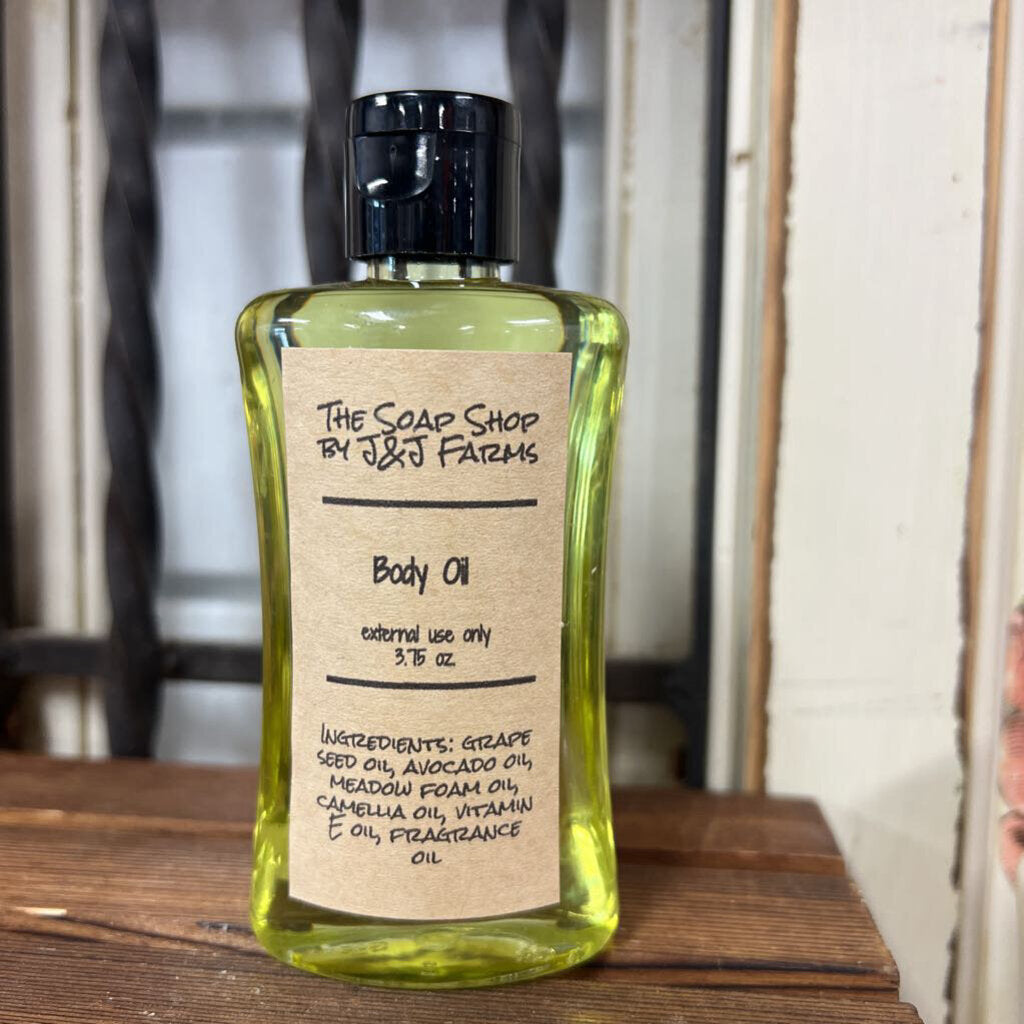 The Soap Shop
by J&J Farms
Body Oil
external use only
3.75 oz.
Ingredients: grape
seed oil, avocado oil,
meadow foam oil,
camellia oil, vitamin
E oil, fragrance
oil